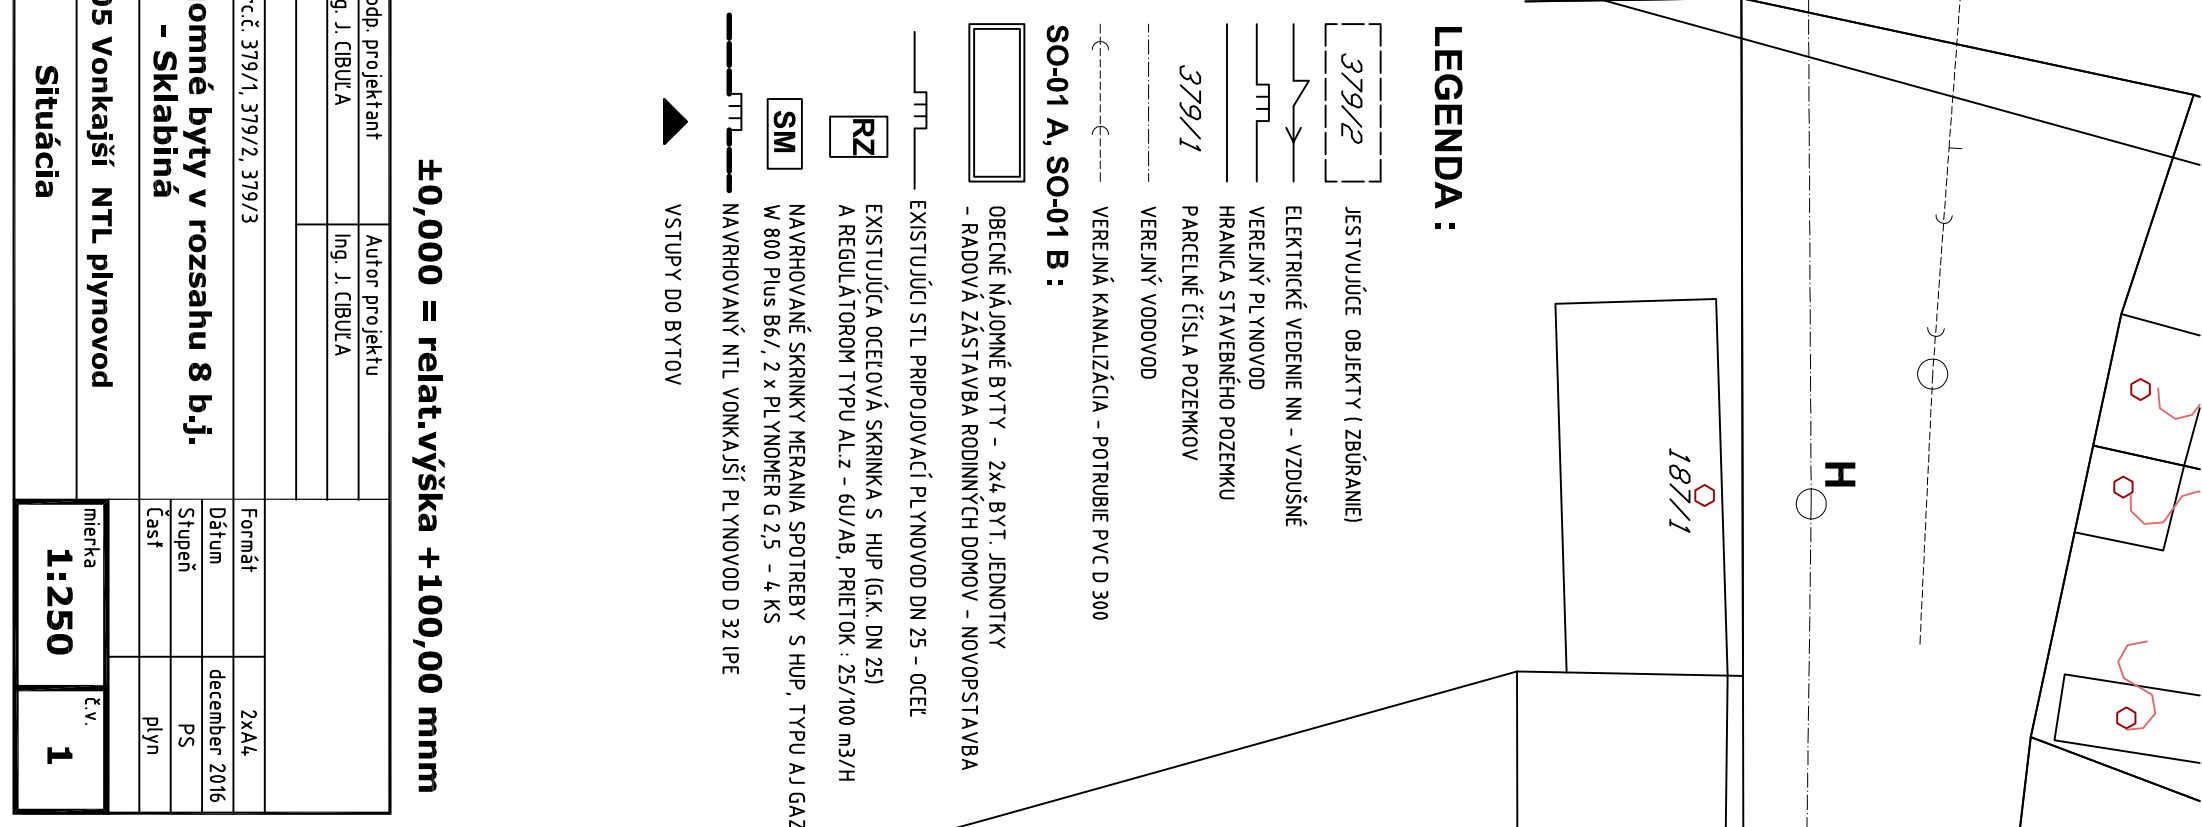 H
187/1
LEGENDA :
379/2 JESTVUJÚCE OBJEKTY ( ZBÚRANIE)
ELEKTRICKÉ VEDENIE NN - VZDUŠNÉ
VEREJNÝ PLYNOVOD
HRANICA STAVEBNÉHO POZEMKU
379/1 PARCELNÉ ČÍSLA POZEMKOV
VEREJNÝ VODOVOD
VEREJNÁ KANALIZÁCIA - POTRUBIE PVC D 300
SO-01 A, SO-01 B :
OBECNÉ NÁJOMNÉ BYTY - 2x4 BYT. JEDNOTKY
- RADOVÁ ZÁSTAVBA RODINNÝCH DOMOV - NOVOPSTAVBA
EXISTUJÚCI STL PRIPOJOVACÍ PLYNOVOD DN 25 - OCEĽ
RZ EXISTUJÚCA OCEĽOVÁ SKRINKA S HUP (G.K. DN 25)
A REGULÁTOROM TYPU AL.z - 6U/AB, PRIETOK : 25/100 m3/H
SM NAVRHOVANÉ SKRINKY MERANIA SPOTREBY S HUP, TYPU AJ GAZ
W 800 Plus B6/, 2 x PLYNOMER G 2,5 - 4 KS
NAVRHOVANÝ NTL VONKAJŠÍ PLYNOVOD D 32 IPE
VSTUPY DO BYTOV
±0,000 = relat.výška +100,00 mnm
odp. projektant Autor projektu
g. J. CIBUĽA Ing. J. CIBUĽA
rc.č 379/1, 379/2, 379/3
Formát 2xA4
omné byty v rozsahu 8 b.j.
- Sklabiná
Dátum december 2016
Stupeň PS
Časť plyn
05 Vonkajší NTL plynovod
mierka č.v.
Situácia 1:250 1